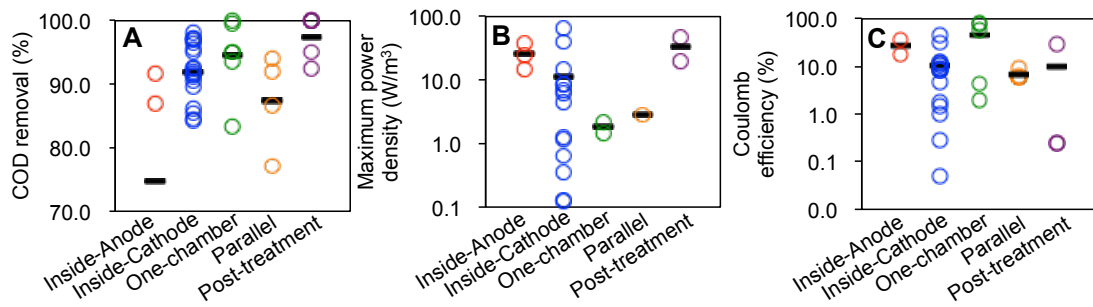 A
COD removal (%)
100.0
90.0
80.0
70.0
Inside-Anode
Inside-Cathode
One-chamber
Parallel
Post-treatment
B
Maximum power
density (W/m³)
100.0
10.0
1.0
0.1
Inside-Anode
Inside-Cathode
One-chamber
Parallel
Post-treatment
C
Coulomb
efficiency (%)
100.0
10.0
1.0
0.1
0.0
Inside-Anode
Inside-Cathode
One-chamber
Parallel
Post-treatment